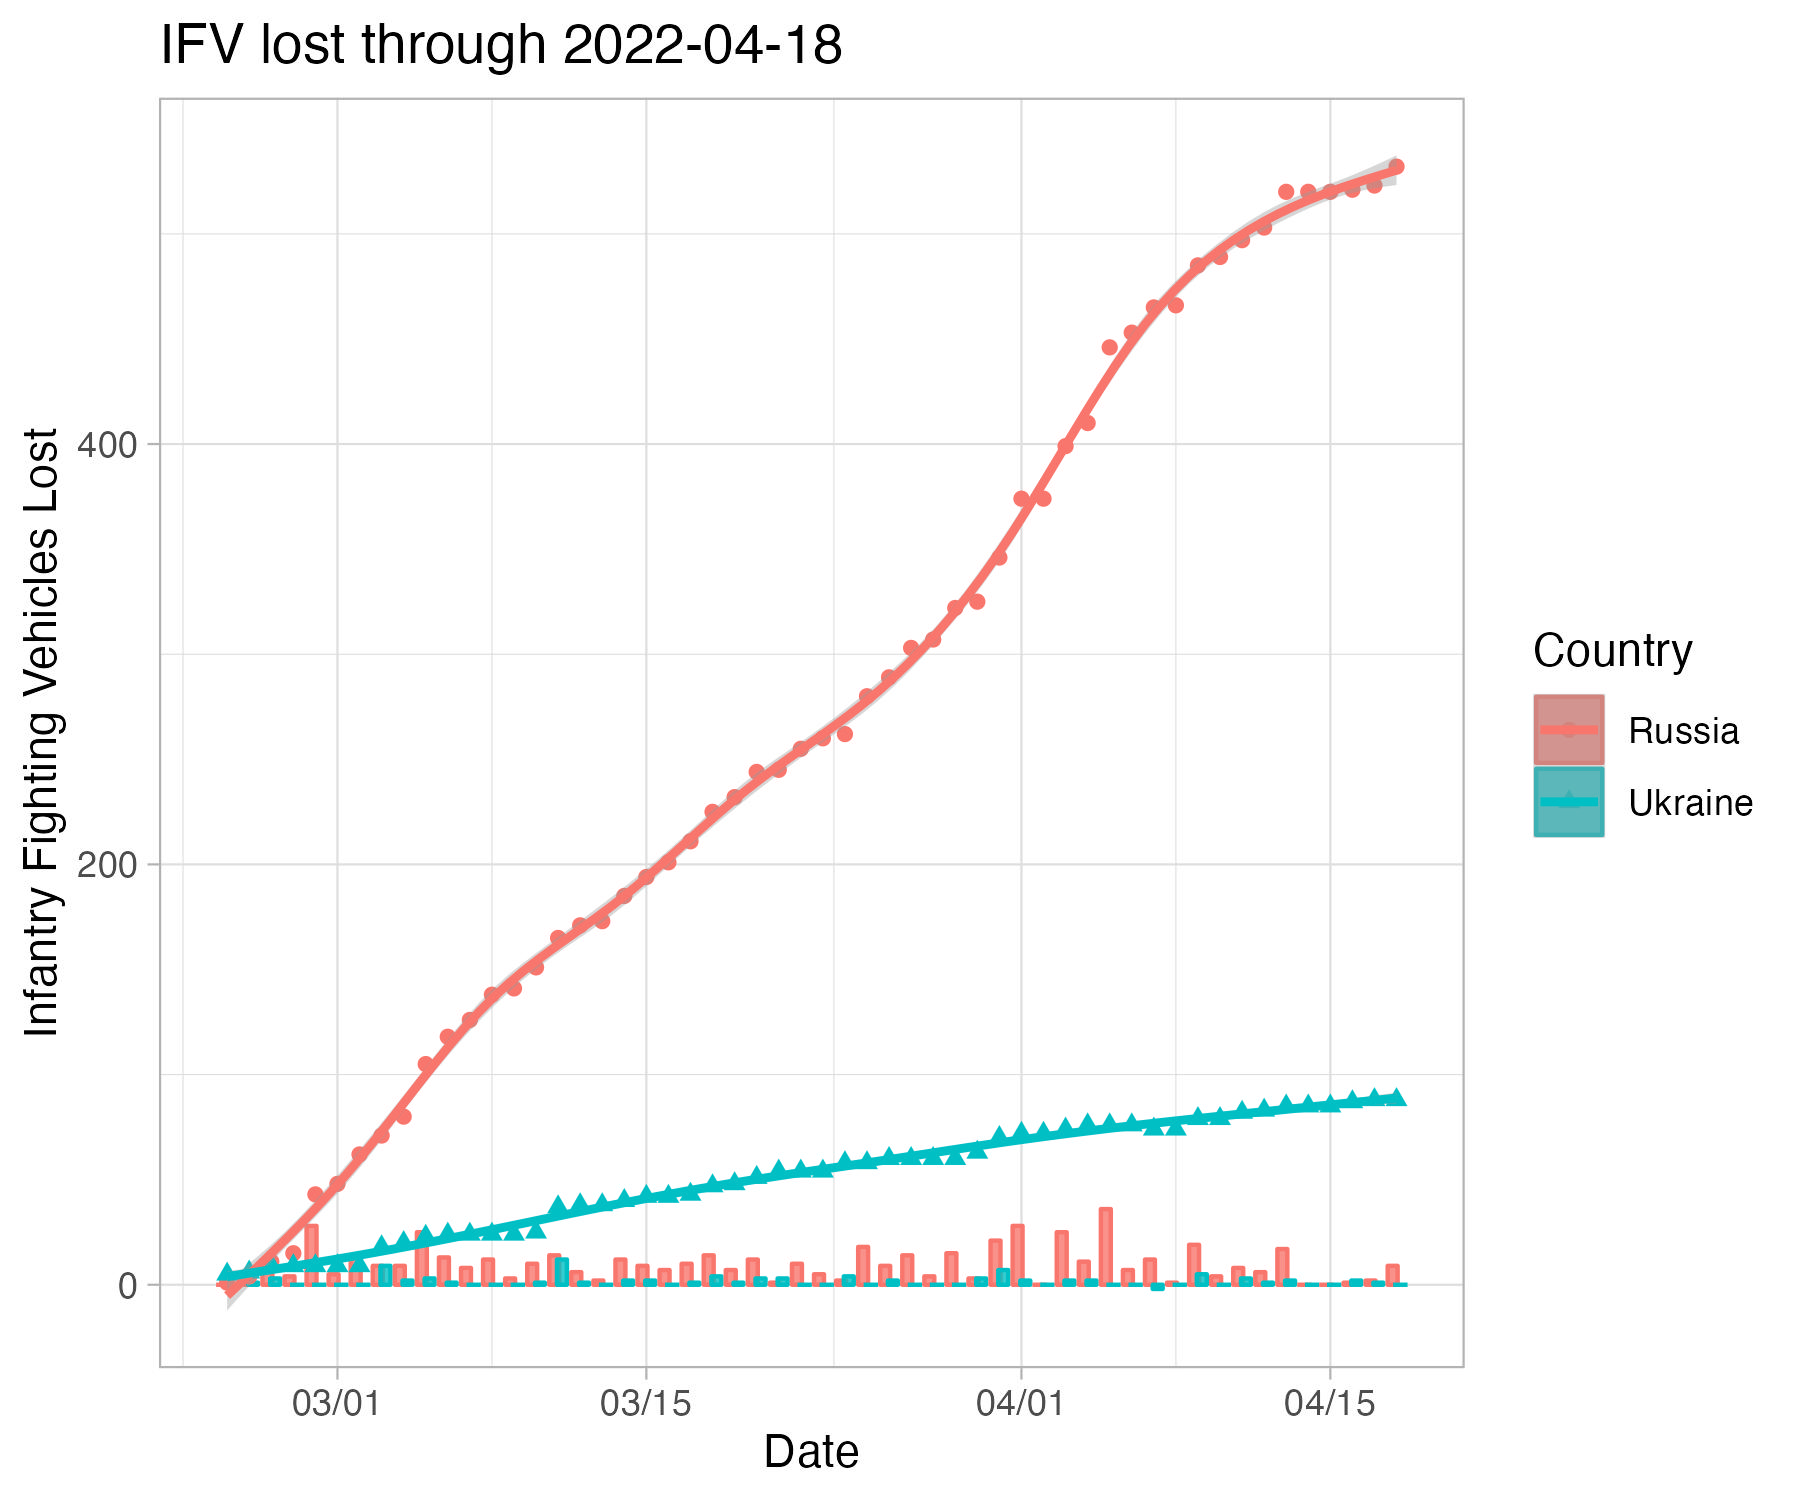 IFV lost through 2022-04-18
Infantry Fighting Vehicles Lost
400
200
0
03/01
03/15
04/01
04/15
Date
Country
Russia
Ukraine